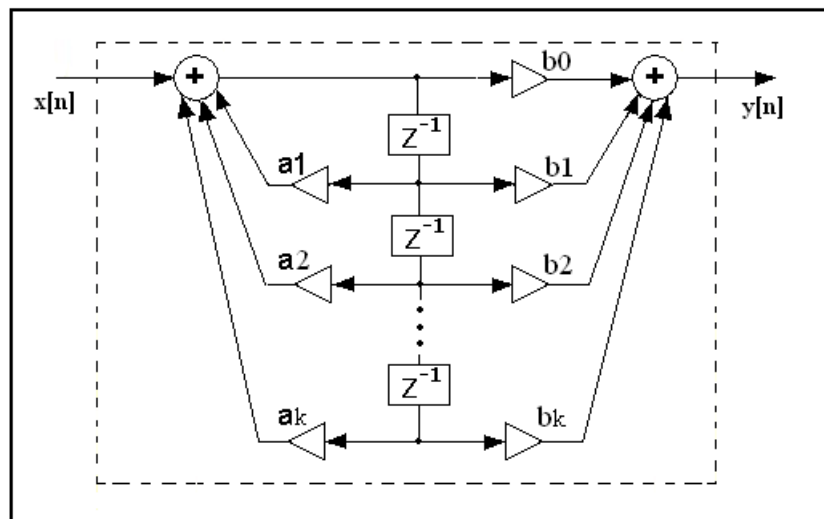 + b0 +
x[n] y[n]
Z⁻¹
a1 b1
Z⁻¹
a2 b2
Z⁻¹
ak bk